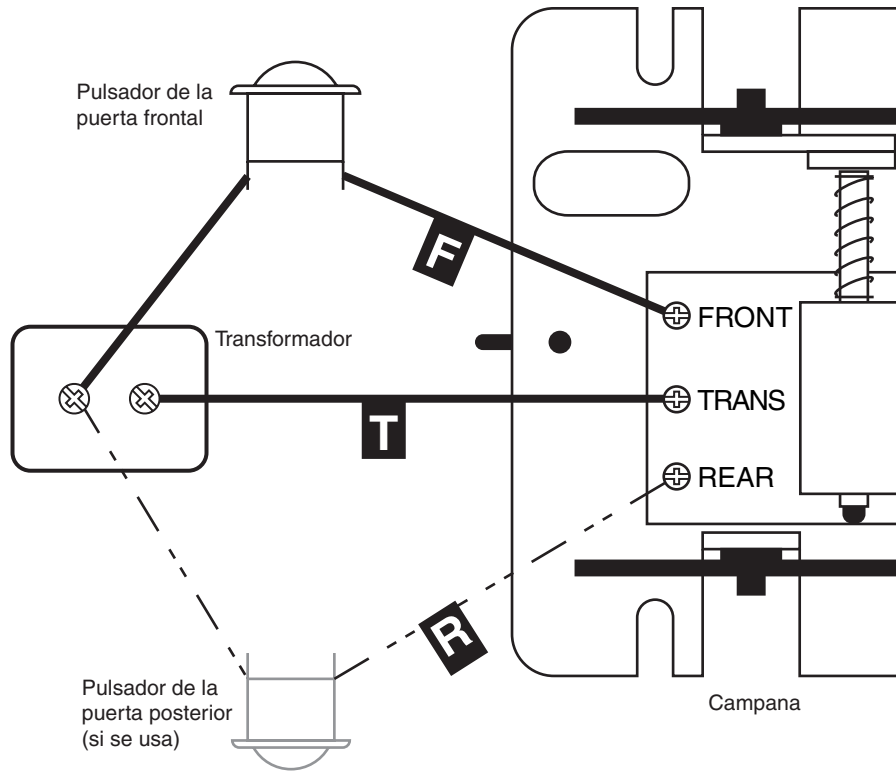 Pulsador de la
puerta frontal
F
FRONT
Transformador
TRANS
T
REAR
R
Pulsador de la
puerta posterior
(si se usa)
Campana